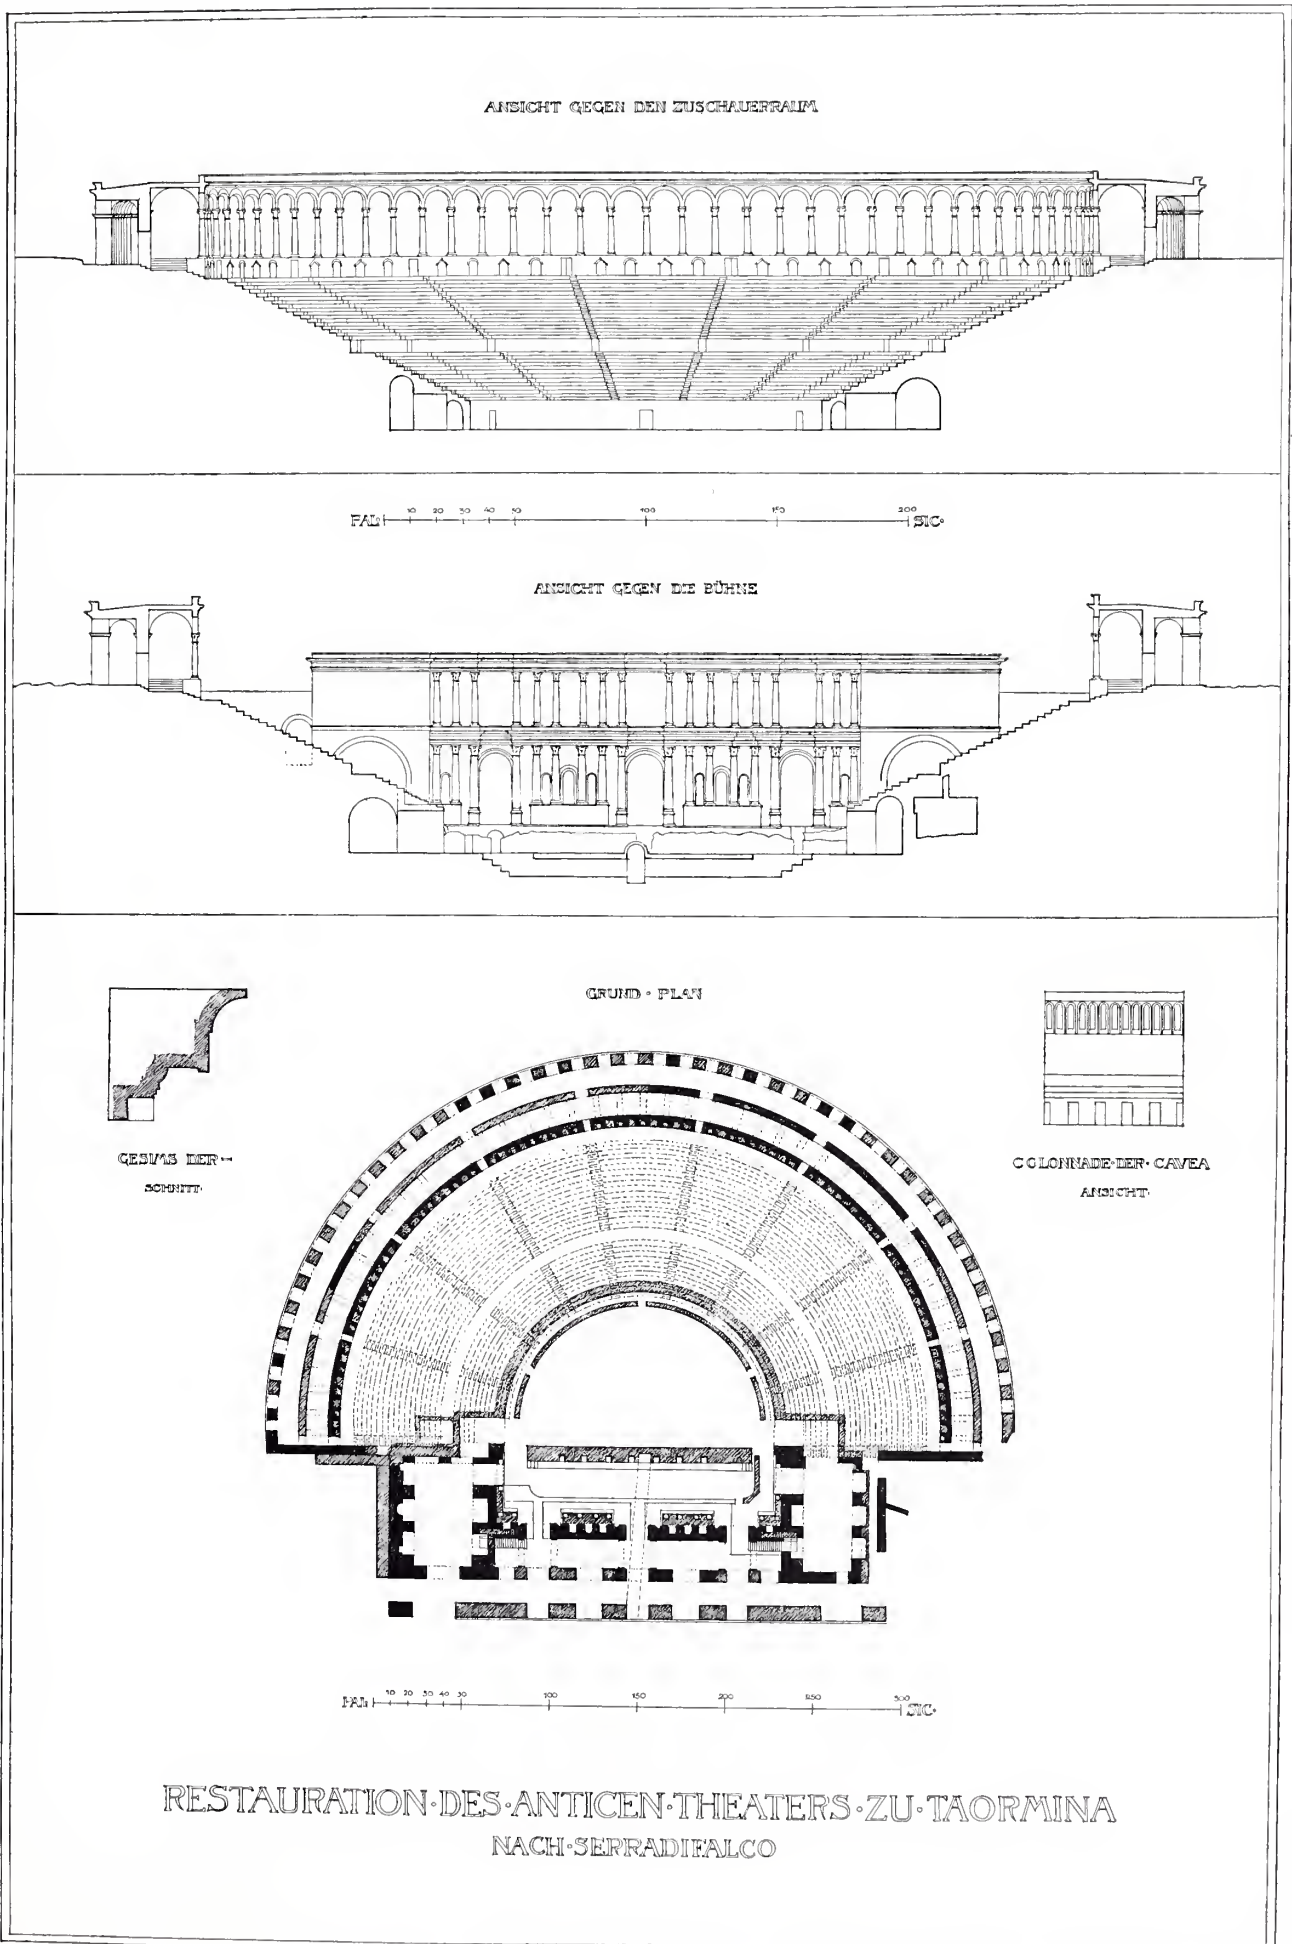 ANSICHT GEGEN DEN ZUSCHAUERRAUM
PAL: 10 20 30 40 50 100 150 200 SIC·
ANSICHT GEGEN DIE BÜHNE
GRUND · PLAN
GESIMS DER
SCHNITT·
COLONNADE·DER·CAVEA
ANSICHT·
PAL: 10 20 30 40 50 100 150 200 250 300 SIC·
RESTAURATION·DES·ANTICEN·THEATERS·ZU·TAORMINA
NACH·SERRADIFALCO